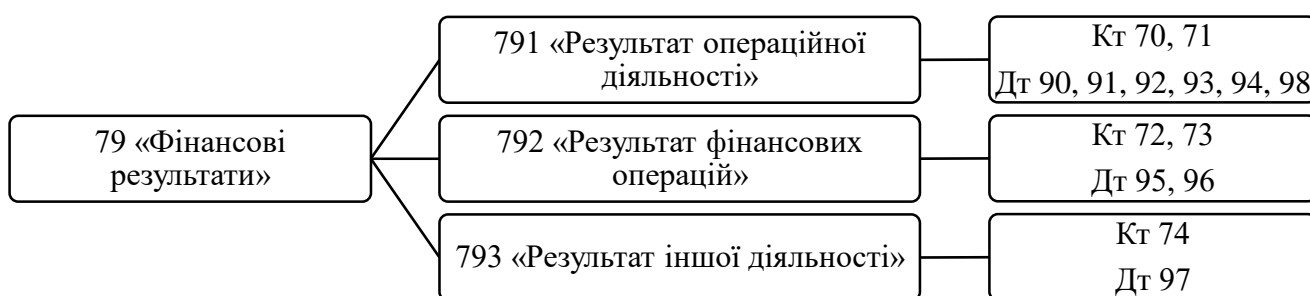 79 «Фінансові
результати»
791 «Результат операційної
діяльності»
Кт 70, 71
Дт 90, 91, 92, 93, 94, 98
792 «Результат фінансових
операцій»
Кт 72, 73
Дт 95, 96
793 «Результат іншої діяльності»
Кт 74
Дт 97